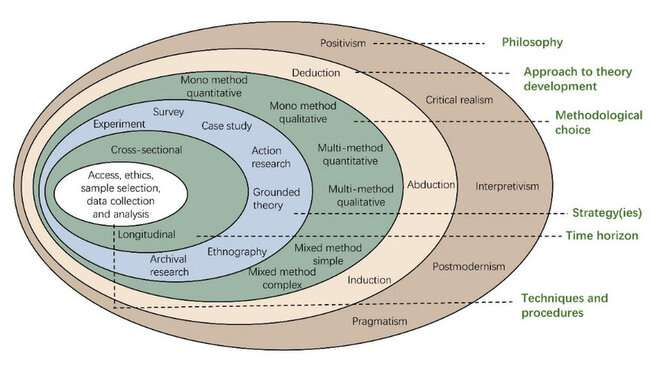 Positivism
Philosophy
Deduction
Approach to theory
development
Mono method
quantitative
Critical realism
Mono method
qualitative
Methodological
choice
Survey
Experiment
Case study
Cross-sectional
Action
research
Multi-method
quantitative
Access, ethics,
sample selection,
data collection
and analysis
Grounded
theory
Multi-method
qualitative
Abduction
Interpretivism
Strategy(ies)
Longitudinal
Time horizon
Ethnography
Mixed method
simple
Archival
research
Mixed method
complex
Induction
Postmodernism
Techniques and
procedures
Pragmatism